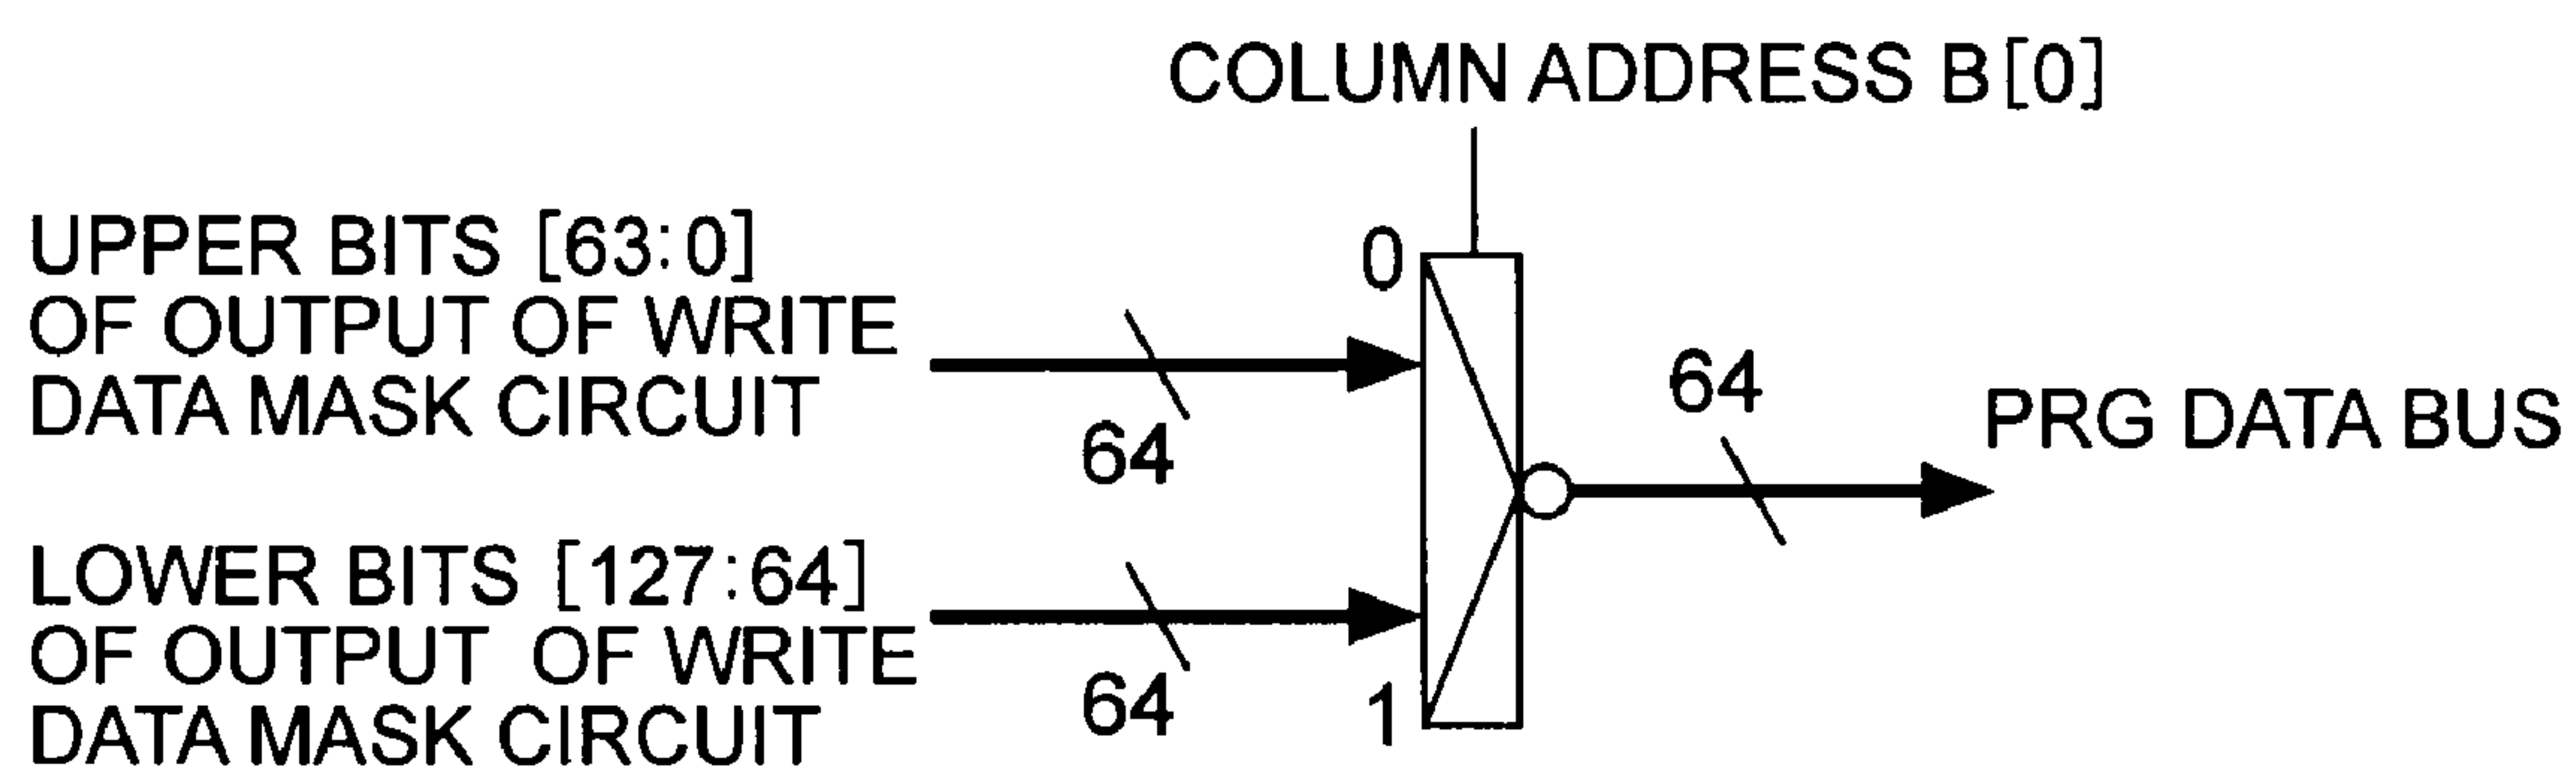 COLUMN ADDRESS B[0]
UPPER BITS [63:0]
OF OUTPUT OF WRITE
DATA MASK CIRCUIT
0
64
64
PRG DATA BUS
LOWER BITS [127:64]
OF OUTPUT OF WRITE
DATA MASK CIRCUIT
64
1